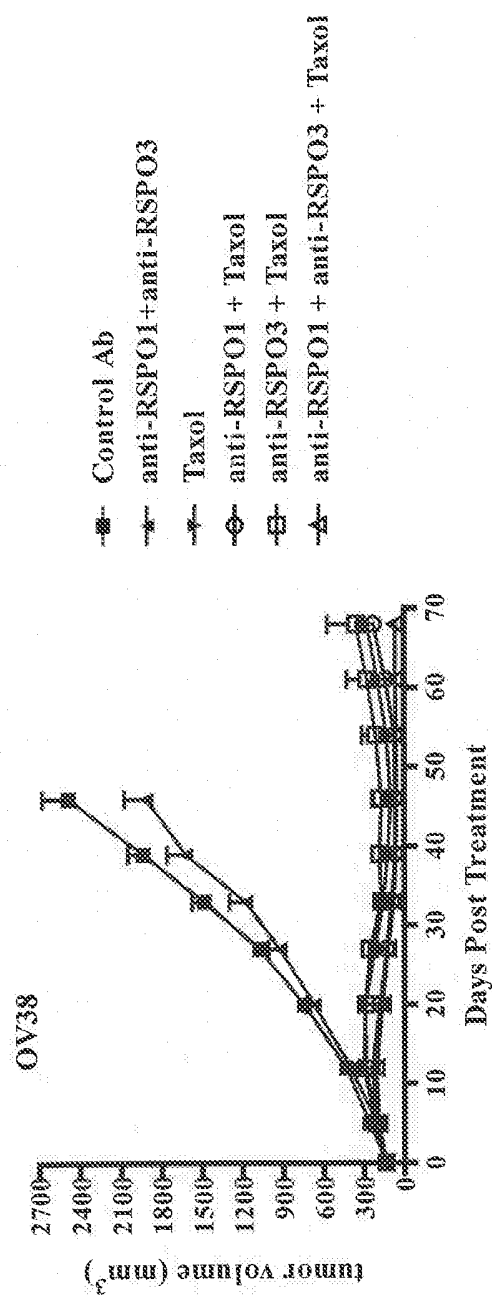 OV38
tumor volume (mm3)
2700
2400
2100
1800
1500
1200
900
600
300
0
0 10 20 30 40 50 60 70
Days Post Treatment
Control Ab
anti-RSPO1+anti-RSPO3
Taxol
anti-RSPO1 + Taxol
anti-RSPO3 + Taxol
anti-RSPO1 + anti-RSPO3 + Taxol